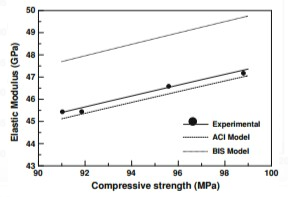 50
49
48
47
46
45
44
43
Elastic Modulus (GPa)
Experimental
ACI Model
BIS Model
90 92 94 96 98 100
Compressive strength (MPa)